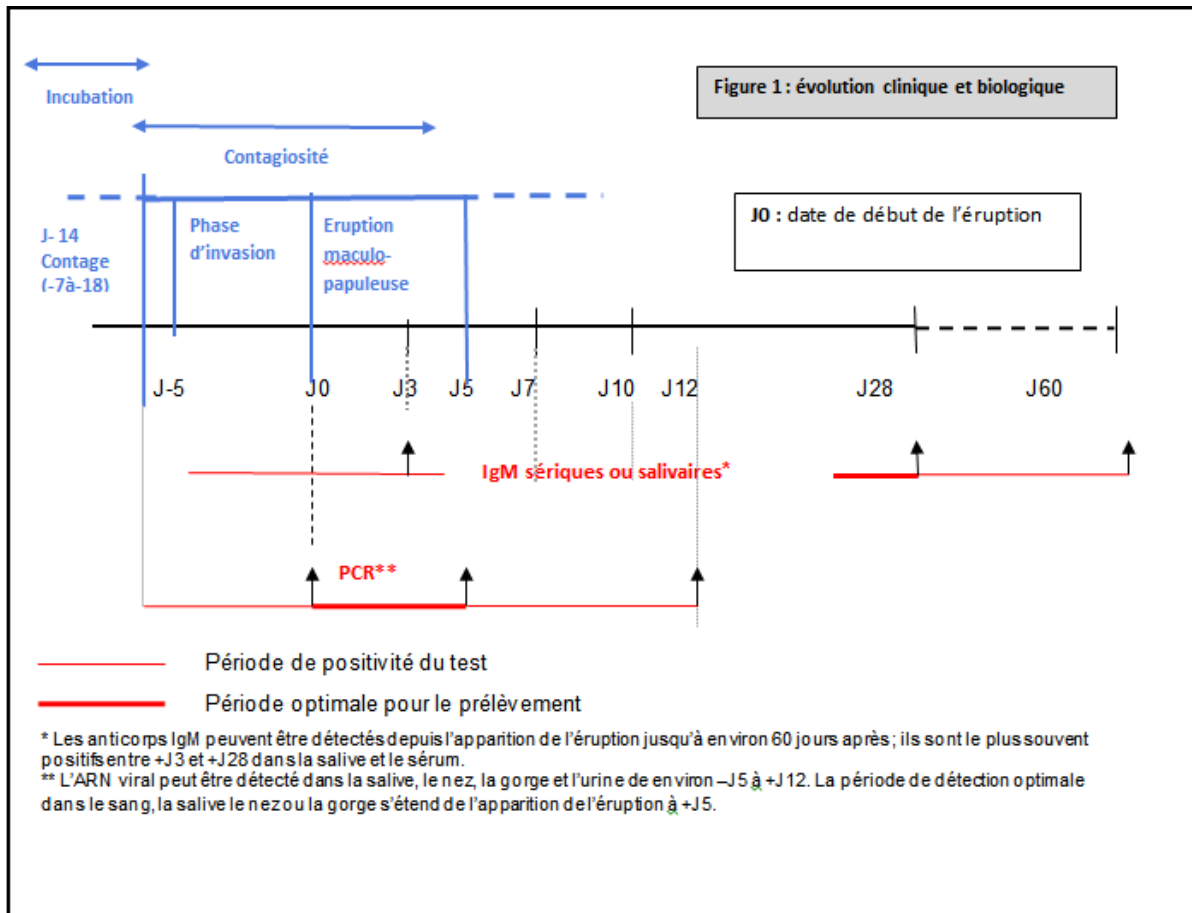 Incubation
Figure 1 : évolution clinique et biologique
Contagiosité
J- 14
Contage
(-7à-18)
Phase
d'invasion
Eruption
maculo-
papuleuse
J0 : date de début de l'éruption
J-5 J0 J3 J5 J7 J10 J12 J28 J60
IgM sériques ou salivaires*
PCR**
Période de positivité du test
Période optimale pour le prélèvement
* Les anticorps IgM peuvent être détectés depuis l'apparition de l'éruption jusqu'à environ 60 jours après ; ils sont le plus souvent
positifs entre +J3 et +J28 dans la salive et le sérum.
** L'ARN viral peut être détecté dans la salive, le nez, la gorge et l'urine de environ –J5 à +J12. La période de détection optimale
dans le sang, la salive le nez ou la gorge s'étend de l'apparition de l'éruption à +J5.